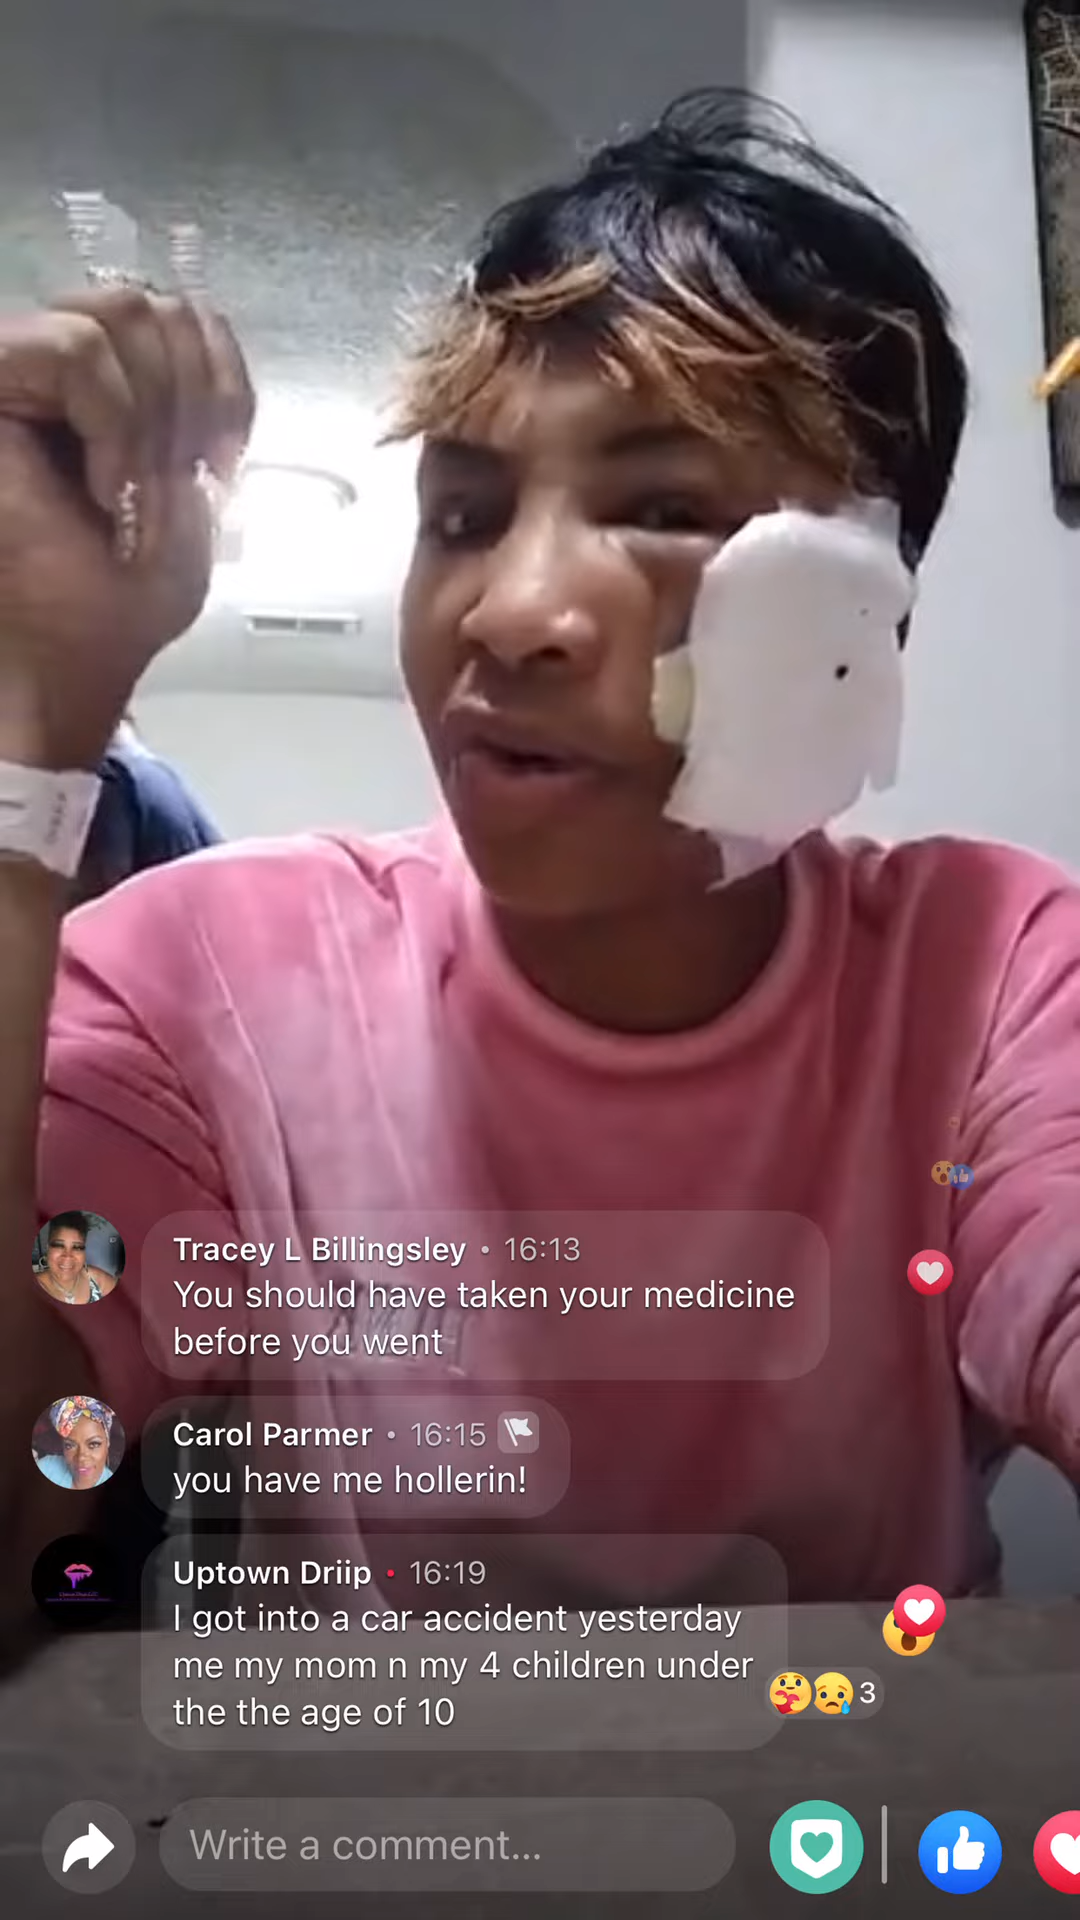 Tracey L Billingsley • 16:13
You should have taken your medicine
before you went
Carol Parmer • 16:15
you have me hollerin!
Uptown Driip • 16:19
I got into a car accident yesterday
me my mom n my 4 children under
the the age of 10
3
Write a comment...